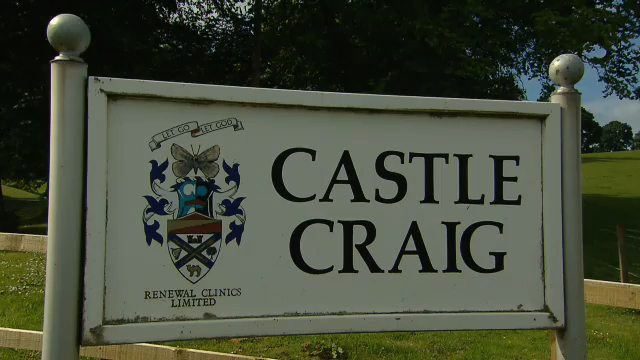 LET GO LET GOD
CASTLE
CRAIG
RENEWAL CLINICS
LIMITED